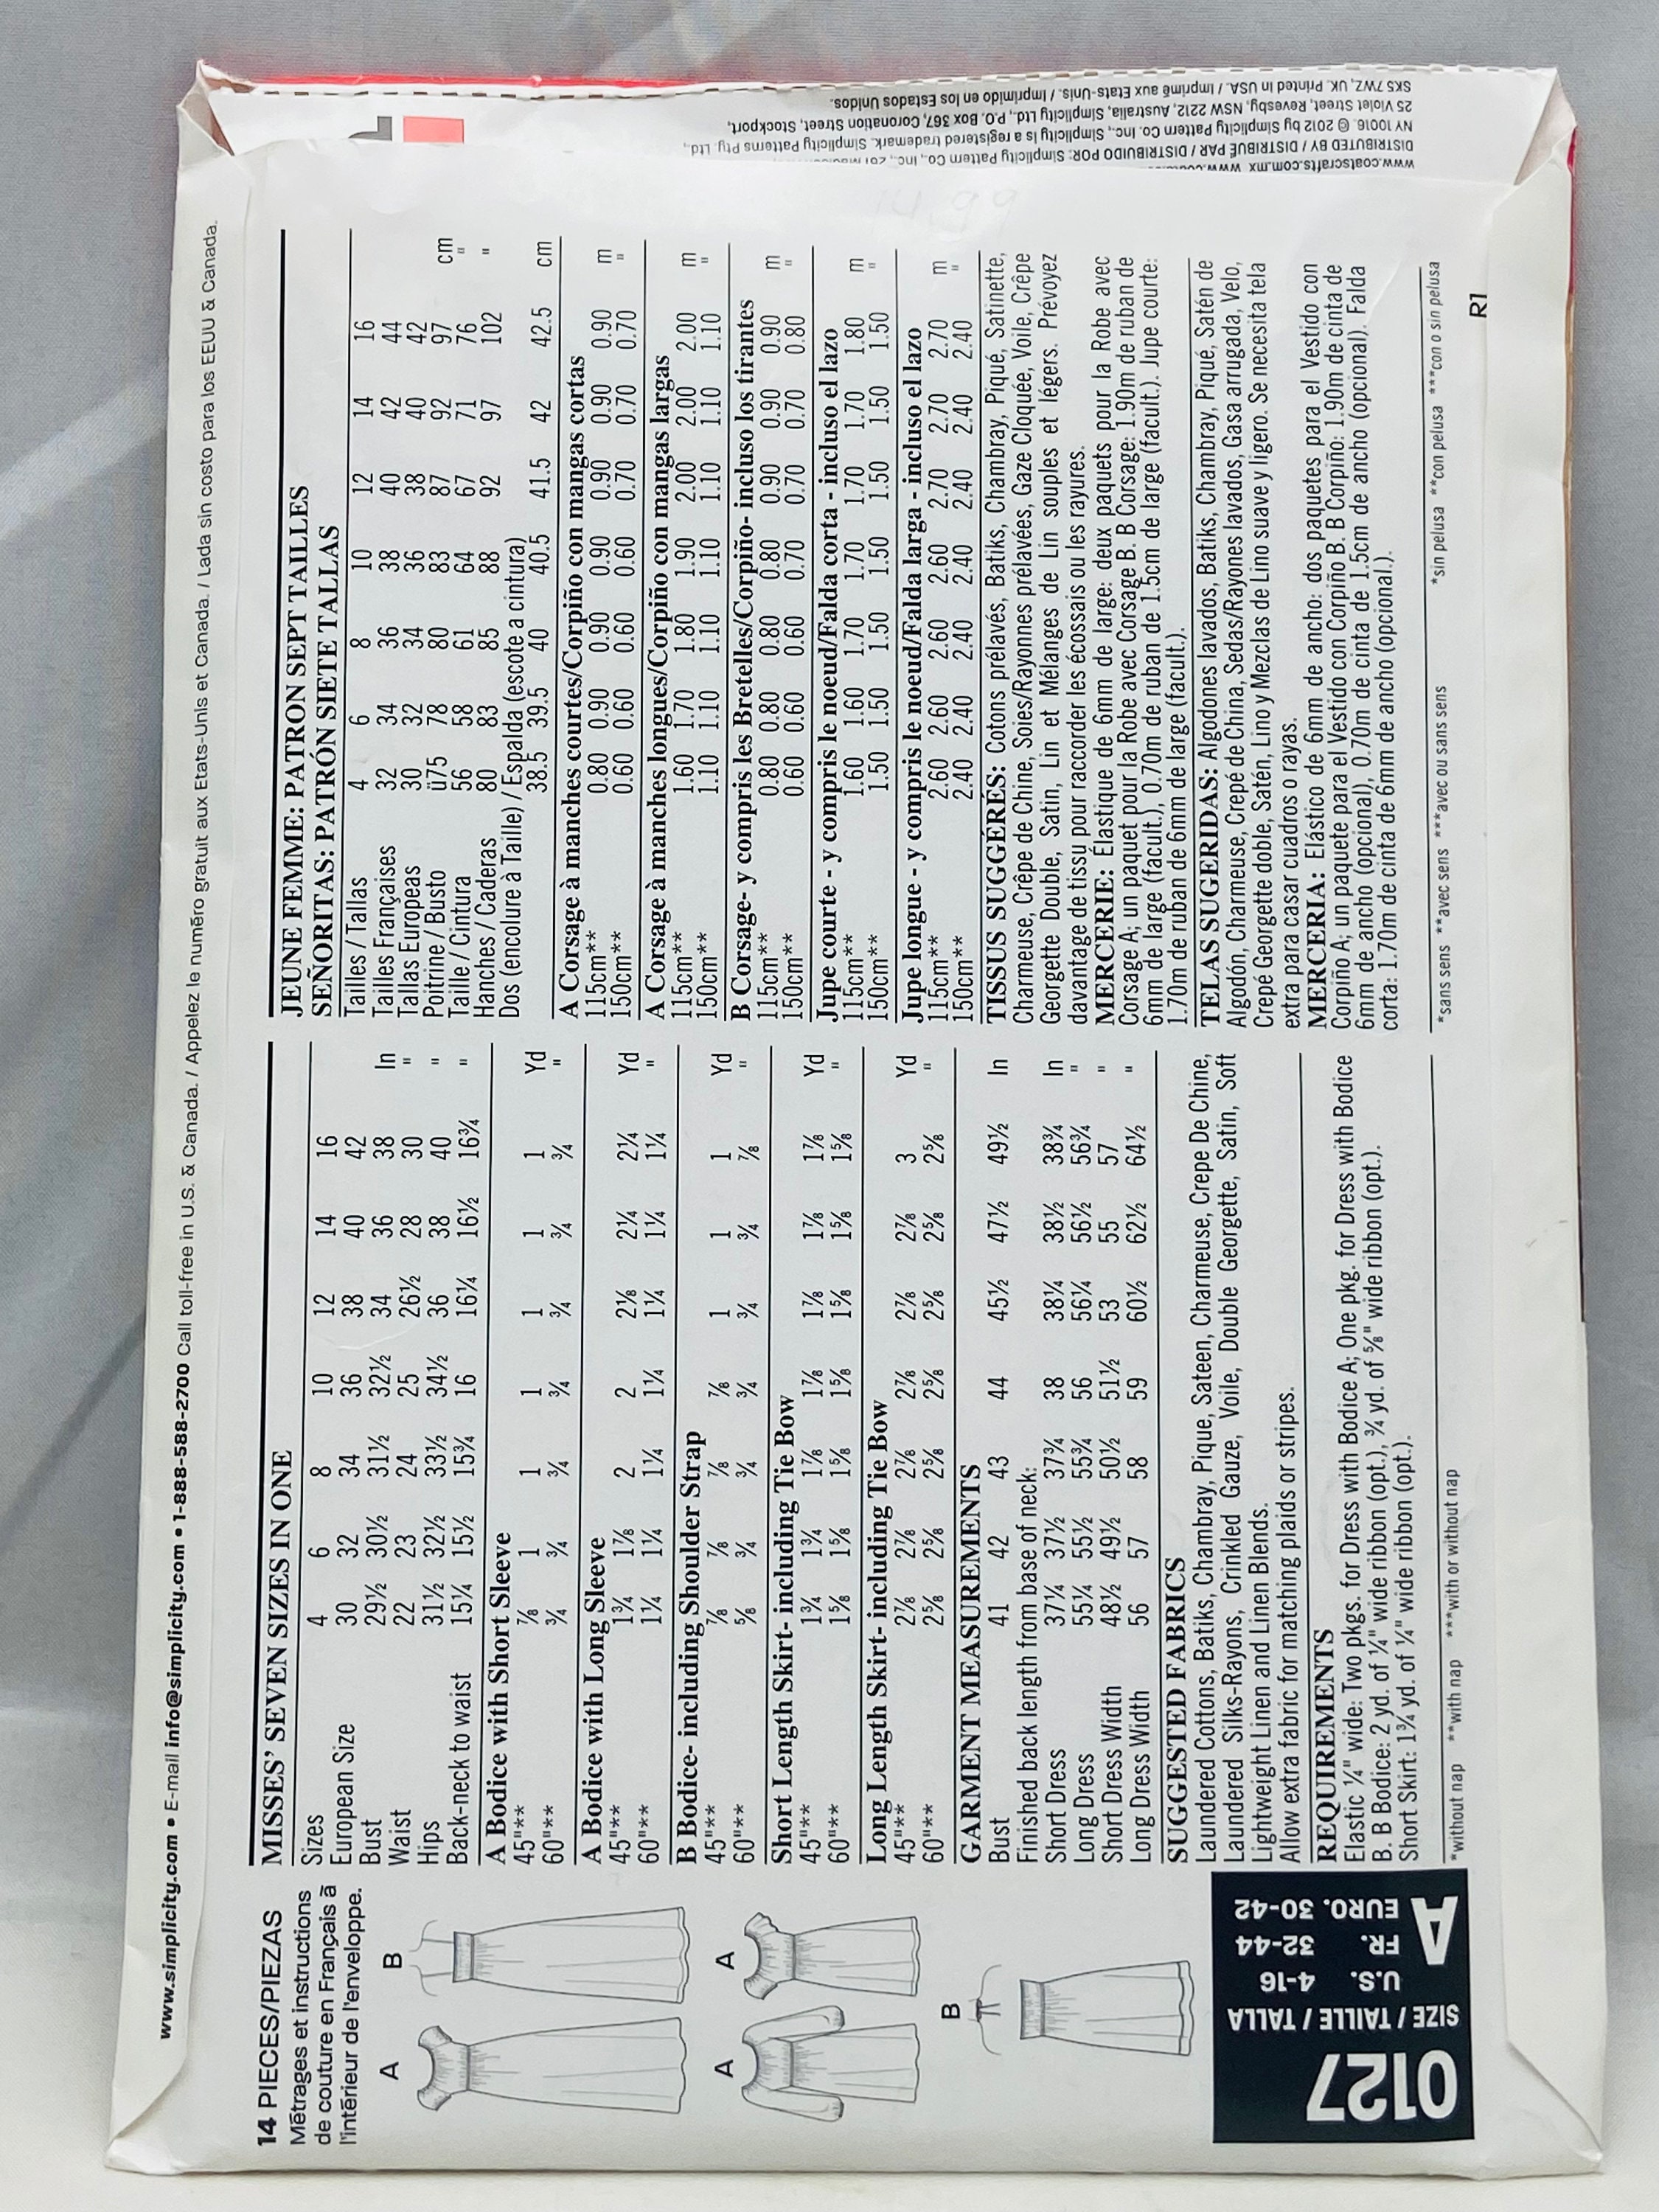 www.simplicity.com • E-mail info@simplicity.com • 1-888-588-2700 Call toll-free in U.S. & Canada. / Appelez le numéro gratuit aux Etats-Unis et Canada. / Lada sin costo para los EEUU & Canada.
14 PIECES/PIEZAS
Métrages et instructions
de couture en Français à
l'intérieur de l'enveloppe.
A B
A A
B
0127
SIZE / TAILLE / TALLA
U.S. 4-16
FR. 32-44
EURO. 30-42
A
MISSES' SEVEN SIZES IN ONE
Sizes 4 6 8 10 12 14 16
European Size 30 32 34 36 38 40 42
Bust 29½ 30½ 31½ 32½ 34 36 38 In
Waist 22 23 24 25 26½ 28 30 "
Hips 31½ 32½ 33½ 34½ 36 38 40 "
Back-neck to waist 15¼ 15½ 15¾ 16 16¼ 16½ 16¾ "
A Bodice with Short Sleeve
45"** ⅞ 1 1 1 1 1 1 Yd
60"** ¾ ¾ ¾ ¾ ¾ ¾ ¾ "
A Bodice with Long Sleeve
45"** 1¾ 1⅞ 2 2 2⅛ 2¼ 2¼ Yd
60"** 1¼ 1¼ 1¼ 1¼ 1¼ 1¼ 1¼ "
B Bodice- including Shoulder Strap
45"** ⅞ ⅞ ⅞ ⅞ 1 1 1 Yd
60"** ⅝ ¾ ¾ ¾ ¾ ¾ ⅞ "
Short Length Skirt- including Tie Bow
45"** 1¾ 1¾ 1⅞ 1⅞ 1⅞ 1⅞ 1⅞ Yd
60"** 1⅝ 1⅝ 1⅝ 1⅝ 1⅝ 1⅝ 1⅝ "
Long Length Skirt- including Tie Bow
45"** 2⅞ 2⅞ 2⅞ 2⅞ 2⅞ 2⅞ 3 Yd
60"** 2⅝ 2⅝ 2⅝ 2⅝ 2⅝ 2⅝ 2⅝ "
GARMENT MEASUREMENTS
Bust 41 42 43 44 45½ 47½ 49½ In
Finished back length from base of neck:
Short Dress 37¼ 37½ 37¾ 38 38¼ 38½ 38¾ In
Long Dress 55¼ 55½ 55¾ 56 56¼ 56½ 56¾ "
Short Dress Width 48½ 49½ 50½ 51½ 53 55 57 "
Long Dress Width 56 57 58 59 60½ 62½ 64½ "
SUGGESTED FABRICS
Laundered Cottons, Batiks, Chambray, Pique, Sateen, Charmeuse, Crepe De Chine,
Laundered Silks-Rayons, Crinkled Gauze, Voile, Double Georgette, Satin, Soft
Lightweight Linen and Linen Blends.
Allow extra fabric for matching plaids or stripes.
REQUIREMENTS
Elastic ¼" wide: Two pkgs. for Dress with Bodice A; One pkg. for Dress with Bodice
B. B Bodice: 2 yd. of ¼" wide ribbon (opt.), ¾ yd. of ⅝" wide ribbon (opt.).
Short Skirt: 1¾ yd. of ¼" wide ribbon (opt.).
*without nap **with nap ***with or without nap
JEUNE FEMME: PATRON SEPT TAILLES
SEÑORITAS: PATRÓN SIETE TALLAS
Tailles / Tallas 4 6 8 10 12 14 16
Tailles Françaises 32 34 36 38 40 42 44
Tallas Europeas 30 32 34 36 38 40 42
Poitrine / Busto ü75 78 80 83 87 92 97 cm
Taille / Cintura 56 58 61 64 67 71 76 "
Hanches / Caderas 80 83 85 88 92 97 102 "
Dos (encolure à Taille) / Espalda (escote a cintura)
38.5 39.5 40 40.5 41.5 42 42.5 cm
A Corsage à manches courtes/Corpiño con mangas cortas
115cm** 0.80 0.90 0.90 0.90 0.90 0.90 0.90 m
150cm** 0.60 0.60 0.60 0.60 0.70 0.70 0.70 "
A Corsage à manches longues/Corpiño con mangas largas
115cm** 1.60 1.70 1.80 1.90 2.00 2.00 2.00 m
150cm** 1.10 1.10 1.10 1.10 1.10 1.10 1.10 "
B Corsage- y compris les Bretelles/Corpiño- incluso los tirantes
115cm** 0.80 0.80 0.80 0.80 0.90 0.90 0.90 m
150cm** 0.60 0.60 0.60 0.70 0.70 0.70 0.80 "
Jupe courte - y compris le noeud/Falda corta - incluso el lazo
115cm** 1.60 1.60 1.70 1.70 1.70 1.70 1.80 m
150cm** 1.50 1.50 1.50 1.50 1.50 1.50 1.50 "
Jupe longue - y compris le noeud/Falda larga - incluso el lazo
115cm** 2.60 2.60 2.60 2.60 2.70 2.70 2.70 m
150cm** 2.40 2.40 2.40 2.40 2.40 2.40 2.40 "
TISSUS SUGGÉRÉS: Cotons prélavés, Batiks, Chambray, Piqué, Satinette,
Charmeuse, Crêpe de Chine, Soies/Rayonnes prélavées, Gaze Cloquée, Voile, Crêpe
Georgette Double, Satin, Lin et Mélanges de Lin souples et légers. Prévoyez
davantage de tissu pour raccorder les écossais ou les rayures.
MERCERIE: Élastique de 6mm de large: deux paquets pour la Robe avec
Corsage A; un paquet pour la Robe avec Corsage B. B Corsage: 1.90m de ruban de
6mm de large (facult.), 0.70m de ruban de 1.5cm de large (facult.). Jupe courte:
1.70m de ruban de 6mm de large (facult.).
TELAS SUGERIDAS: Algodones lavados, Batiks, Chambray, Piqué, Satén de
Algodón, Charmeuse, Crepé de China, Sedas/Rayones lavados, Gasa arrugada, Velo,
Crepé Georgette doble, Satén, Lino y Mezclas de Lino suave y ligero. Se necesita tela
extra para casar cuadros o rayas.
MERCERIA: Elástico de 6mm de ancho: dos paquetes para el Vestido con
Corpiño A; un paquete para el Vestido con Corpiño B. B Corpiño: 1.90m de cinta de
6mm de ancho (opcional), 0.70m de cinta de 1.5cm de ancho (opcional). Falda
corta: 1.70m de cinta de 6mm de ancho (opcional.).
*sans sens **avec sens ***avec ou sans sens *sin pelusa **con pelusa ***con o sin pelusa
R1
www.coatscrafts.com.mx
DISTRIBUTED BY / DISTRIBUÉ PAR / DISTRIBUIDO POR: Simplicity Pattern Co., Inc.,
NY 10016. © 2012 by Simplicity Pattern Co. Inc., Simplicity is a registered trademark. Simplicity Patterns Pty. Ltd.,
25 Violet Street, Revesby, NSW 2212, Australia, Simplicity Ltd., P.O. Box 367, Coronation Street, Stockport,
SK5 7WZ, UK. Printed in USA. / Imprimé aux Etats-Unis. / Imprimido en los Estados Unidos.